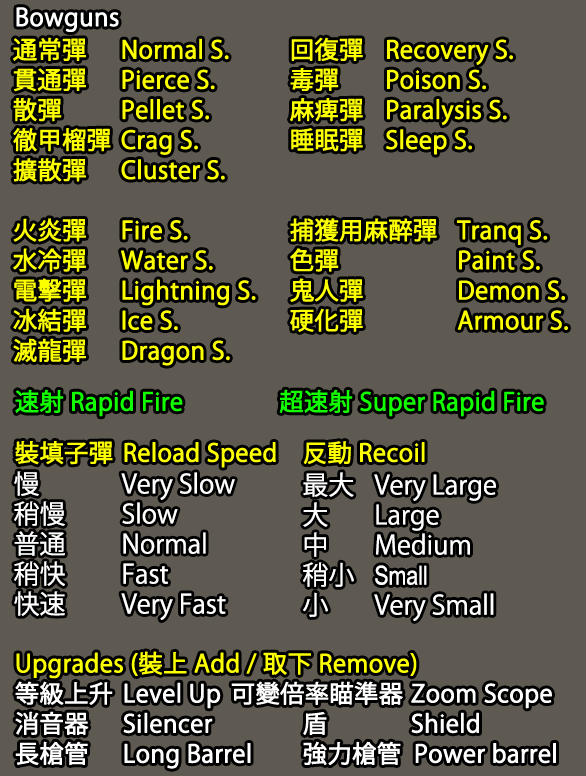 Bowguns
通常彈 Normal S. 回復彈 Recovery S.
貫通彈 Pierce S. 毒彈 Poison S.
散彈 Pellet S. 麻痺彈 Paralysis S.
徹甲榴彈 Crag S. 睡眠彈 Sleep S.
擴散彈 Cluster S.
火炎彈 Fire S. 捕獲用麻醉彈 Tranq S.
水冷彈 Water S. 色彈 Paint S.
電擊彈 Lightning S. 鬼人彈 Demon S.
冰結彈 Ice S. 硬化彈 Armour S.
滅龍彈 Dragon S.
速射 Rapid Fire 超速射 Super Rapid Fire
裝填子彈 Reload Speed 反動 Recoil
慢 Very Slow 最大 Very Large
稍慢 Slow 大 Large
普通 Normal 中 Medium
稍快 Fast 稍小 Small
快速 Very Fast 小 Very Small
Upgrades (裝上 Add / 取下 Remove)
等級上升 Level Up 可變倍率瞄準器 Zoom Scope
消音器 Silencer 盾 Shield
長槍管 Long Barrel 強力槍管 Power barrel